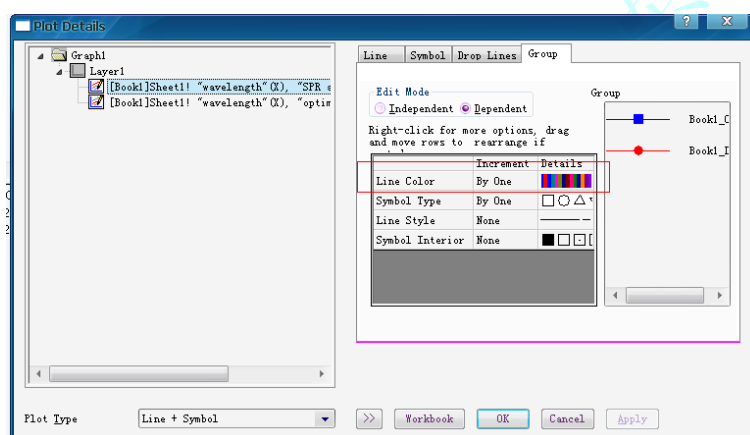 Plot Details
Graph1
Layer1
[Book1]Sheet1! "wavelength"(X), "SPR
[Book1]Sheet1! "wavelength"(X), "optim
Line Symbol Drop Lines Group
Edit Mode
Independent Dependent
Group
Right-click for more options, drag
and move rows to rearrange if
Increment Details
Line Color By One
Symbol Type By One
Line Style None
Symbol Interior None
Book1_C
Book1_I
Plot Type Line + Symbol
>> Workbook OK Cancel Apply